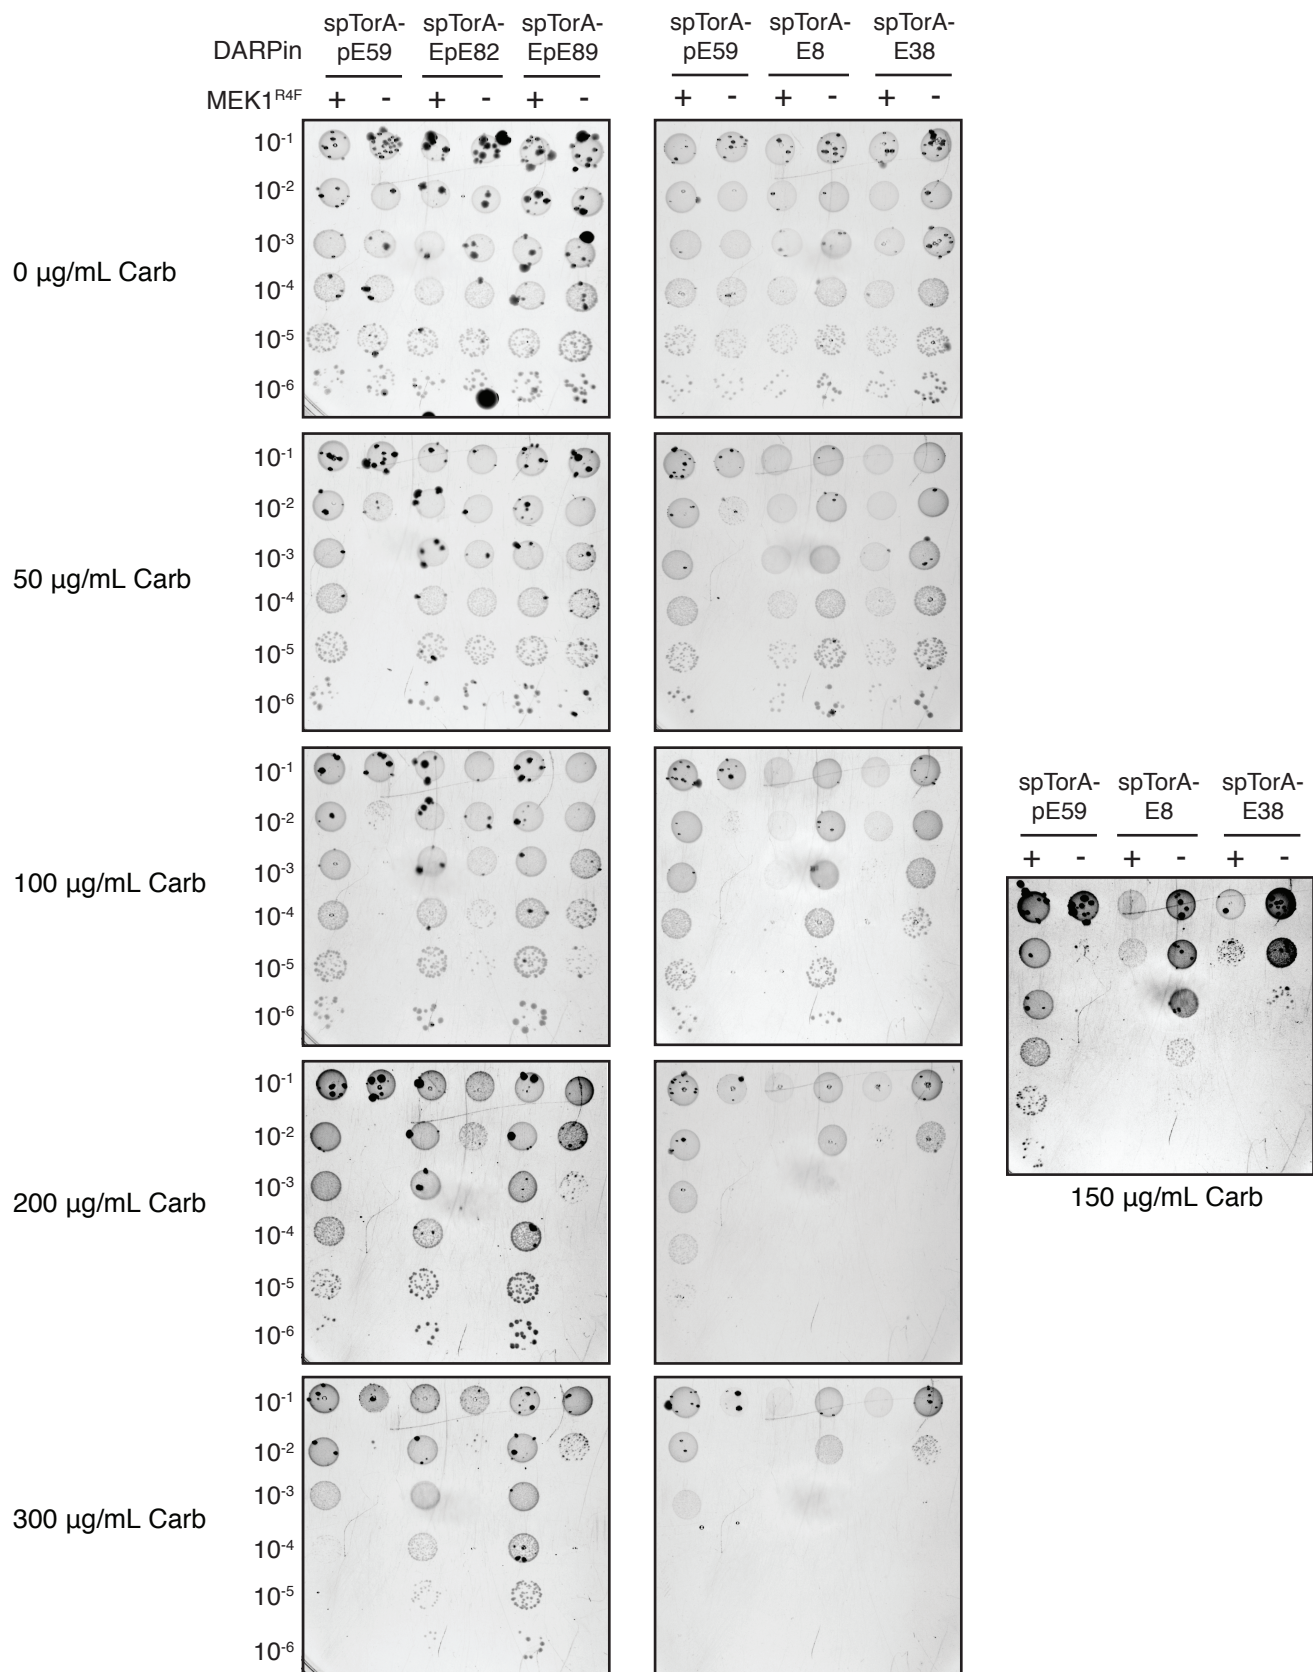 DARPin spTorA- spTorA- spTorA- spTorA- spTorA- spTorA-
pE59 EpE82 EpE89 pE59 E8 E38
MEK1ᴿ⁴ᶠ + - + - + - + - + - + -
0 µg/mL Carb
10⁻¹
10⁻²
10⁻³
10⁻⁴
10⁻⁵
10⁻⁶
50 µg/mL Carb
10⁻¹
10⁻²
10⁻³
10⁻⁴
10⁻⁵
10⁻⁶
100 µg/mL Carb
10⁻¹
10⁻²
10⁻³
10⁻⁴
10⁻⁵
10⁻⁶
spTorA- spTorA- spTorA-
pE59 E8 E38
+ - + - + -
150 µg/mL Carb
200 µg/mL Carb
10⁻¹
10⁻²
10⁻³
10⁻⁴
10⁻⁵
10⁻⁶
300 µg/mL Carb
10⁻¹
10⁻²
10⁻³
10⁻⁴
10⁻⁵
10⁻⁶